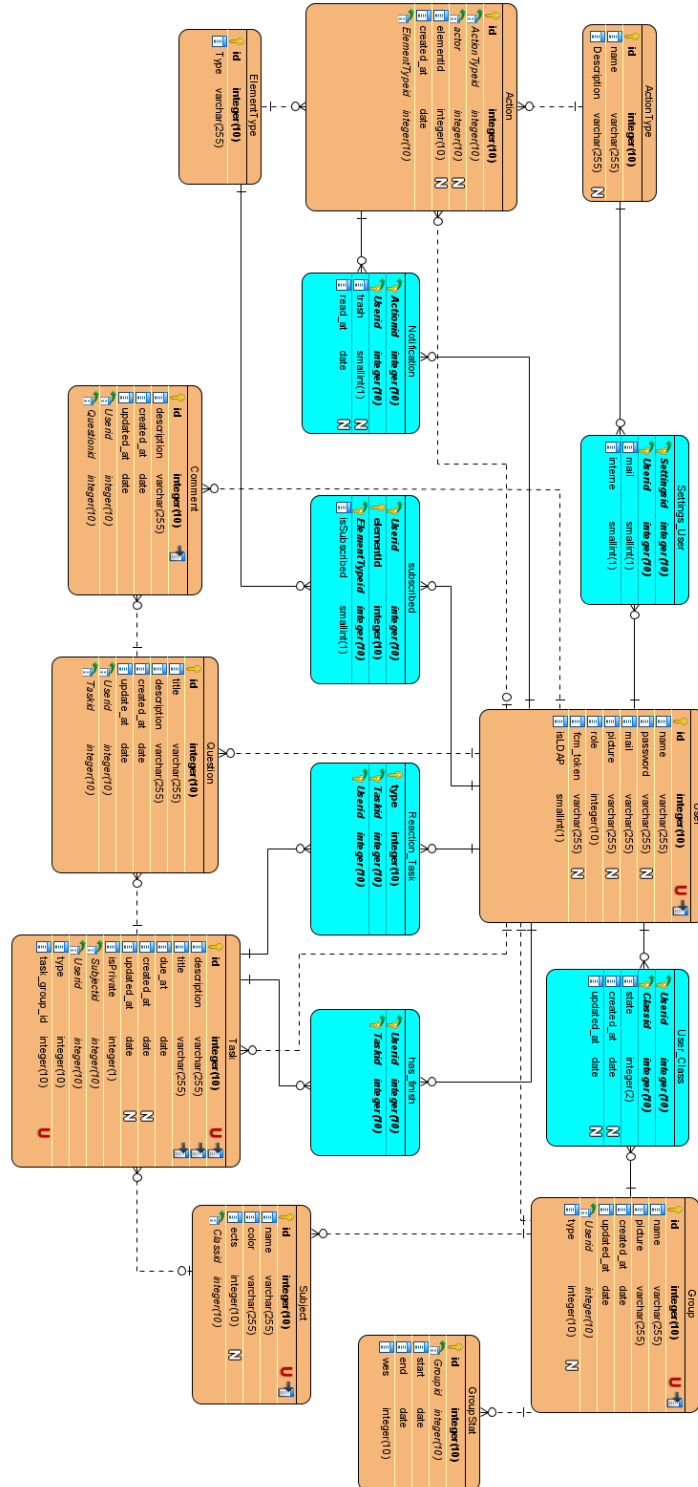 ActionType
id integer(10)
name varchar(255)
Description varchar(255) N
Settings_User
Settingsid integer(10)
Userid integer(10)
mail smallint(1)
interne smallint(1)
User
id integer(10) U
name varchar(255)
password varchar(255) N
mail varchar(255)
picture varchar(255) N
role integer(10)
fcm_token varchar(255) N
isLDAP smallint(1)
User_Class
Userid integer(10)
Classid integer(10)
state integer(2)
created_at date N
updated_at date N
Group
id integer(10) U
name varchar(255)
picture varchar(255)
created_at date
updated_at date
Userid integer(10)
type integer(10) N
Action
id integer(10)
ActionTypeid integer(10)
actor integer(10) N
elementId integer(10) N
created_at date
ElementTypeid integer(10)
Notification
Actionid integer(10)
Userid integer(10)
trash smallint(1) N
read_at date N
subscribed
Userid integer(10)
elementId integer(10)
ElementTypeid integer(10)
isSubscribed smallint(1)
Reaction_Task
type integer(10)
Taskid integer(10)
Userid integer(10)
has_finish
Userid integer(10)
Taskid integer(10)
GroupStat
id integer(10)
Groupid integer(10)
start date
end date
wes integer(10)
ElementType
id integer(10)
Type varchar(255)
Comment
id integer(10)
description varchar(255)
created_at date
updated_at date
Userid integer(10)
Questionid integer(10)
Question
id integer(10)
title varchar(255)
description varchar(255)
created_at date
update_at date
Userid integer(10)
Taskid integer(10)
Task
id integer(10) U
description varchar(255)
title varchar(255)
due_at date
created_at date N
updated_at date N
isPrivate integer(1)
Subjectid integer(10)
Userid integer(10)
type integer(10)
task_group_id integer(10) U
Subject
id integer(10) U
name varchar(255)
color varchar(255)
ects integer(10) N
Classid integer(10)